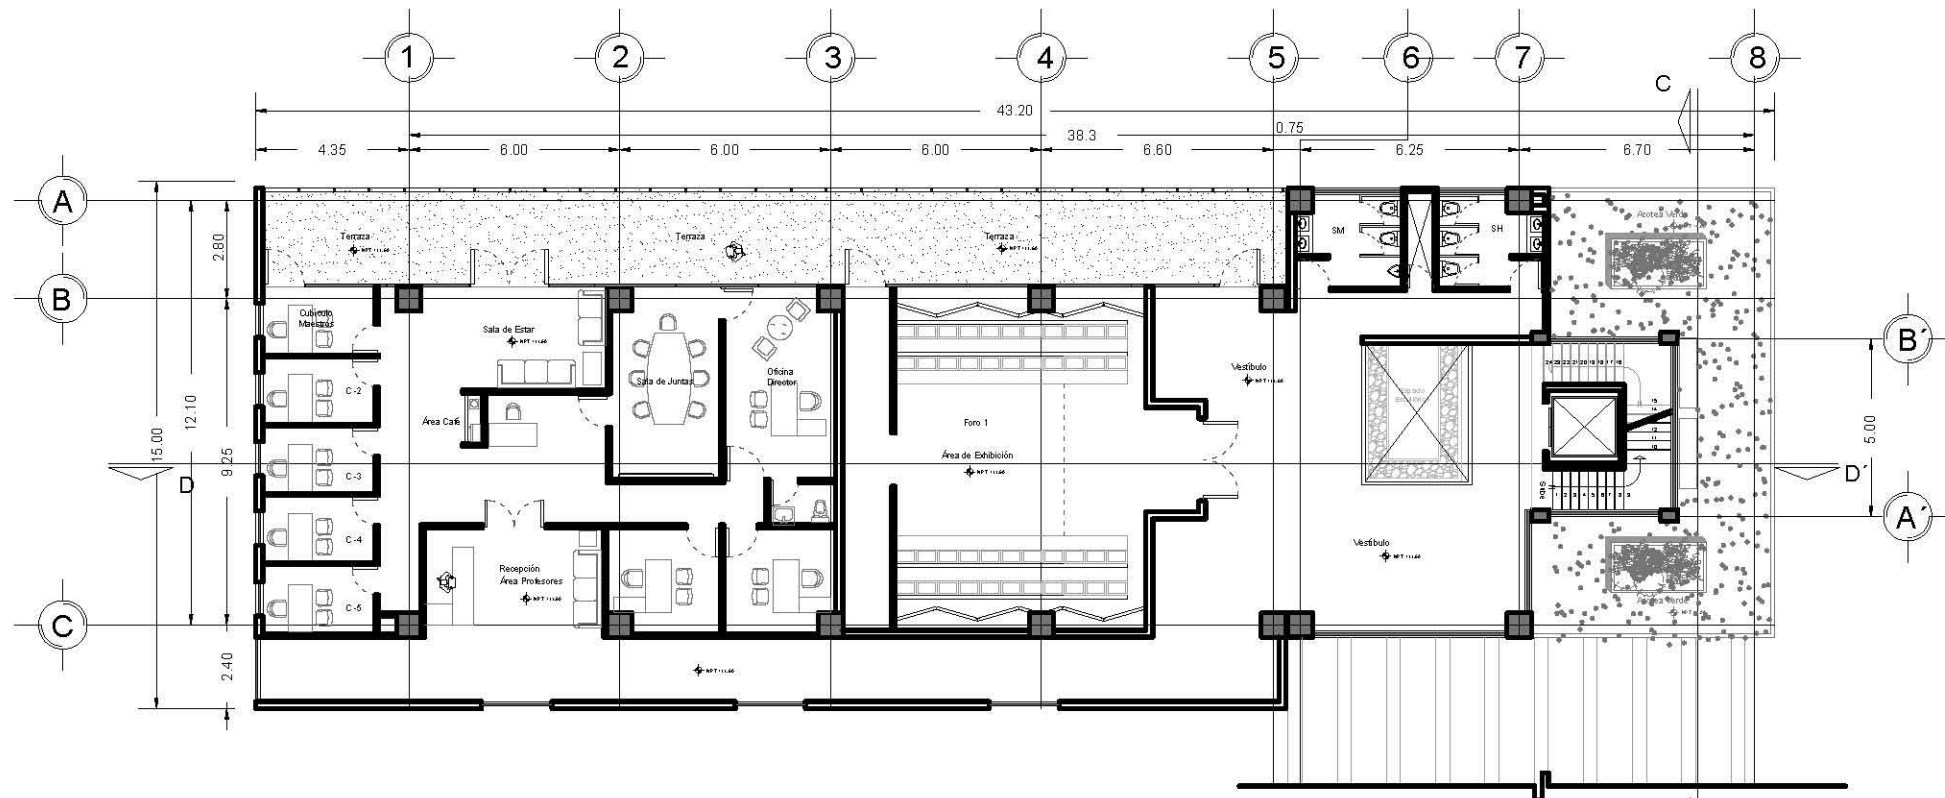 1 2 3 4 5 6 7 8
C
43.20
38.3 0.75
4.35 6.00 6.00 6.00 6.60 6.25 6.70
A
B
C
B´
A´
D
D´
2.80
12.10
15.00
9.25
2.40
5.00
Terraza
Terraza
Terraza
SM
SH
Azotea Verde
Cubículo
Maestros
C-2
C-3
C-4
C-5
Sala de Estar
Área Café
Sala de Juntas
Oficina
Director
Recepción
Área Profesores
Foro 1
Área de Exhibición
Vestíbulo
Vestíbulo
SUBE
Azotea Verde